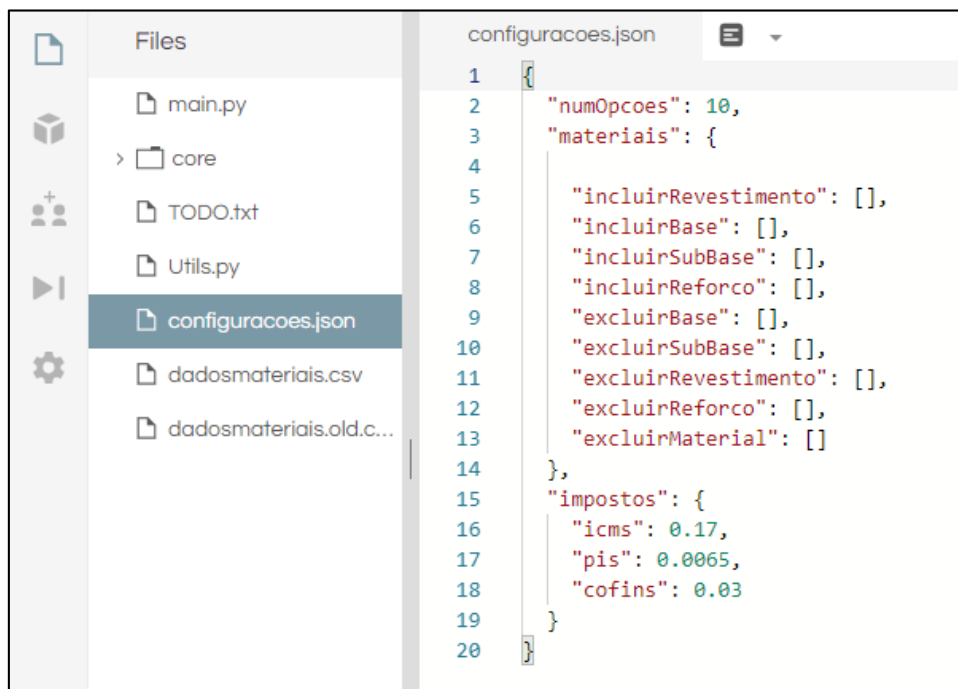 Files
main.py
core
TODO.txt
Utils.py
configuracoes.json
dadosmateriais.csv
dadosmateriais.old.c...
configuracoes.json
1 {
2 "numOpcoes": 10,
3 "materiais": {
4
5 "incluirRevestimento": [],
6 "incluirBase": [],
7 "incluirSubBase": [],
8 "incluirReforco": [],
9 "excluirBase": [],
10 "excluirSubBase": [],
11 "excluirRevestimento": [],
12 "excluirReforco": [],
13 "excluirMaterial": []
14 },
15 "impostos": {
16 "icms": 0.17,
17 "pis": 0.0065,
18 "cofins": 0.03
19 }
20 }